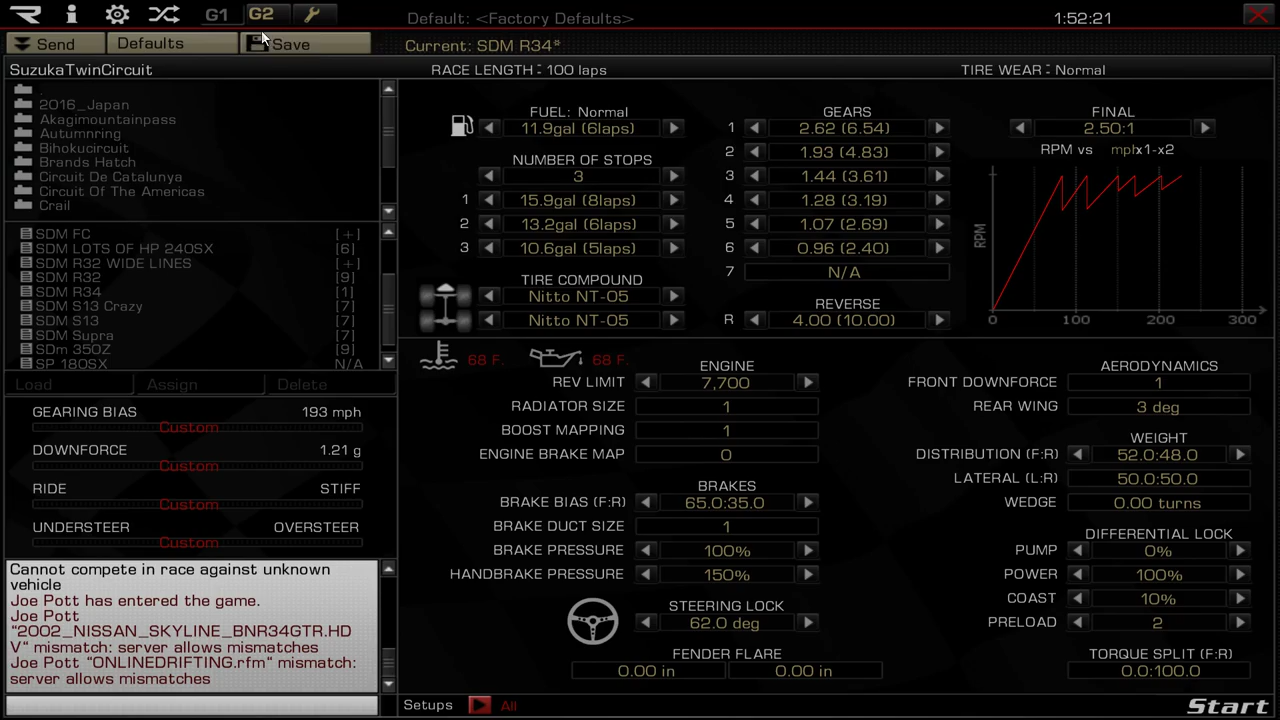 G1 G2 Default: <Factory Defaults> 1:52:21
Send Defaults Save Current: SDM R34*
SuzukaTwinCircuit RACE LENGTH : 100 laps TIRE WEAR : Normal
.
2016_Japan
Akagimountainpass
Autumnring
Bihokucircuit
Brands Hatch
Circuit De Catalunya
Circuit Of The Americas
Crail
SDM FC [+]
SDM LOTS OF HP 240SX [6]
SDM R32 WIDE LINES [+]
SDM R32 [9]
SDM R34 [1]
SDM S13 Crazy [7]
SDM S13 [7]
SDM Supra [7]
SDm 350Z [9]
SP 180SX N/A
Load Assign Delete
GEARING BIAS 193 mph
Custom
DOWNFORCE 1.21 g
Custom
RIDE STIFF
Custom
UNDERSTEER OVERSTEER
Custom
Cannot compete in race against unknown
vehicle
Joe Pott has entered the game.
Joe Pott
"2002_NISSAN_SKYLINE_BNR34GTR.HD
V" mismatch: server allows mismatches
Joe Pott "ONLINEDRIFTING.rfm" mismatch:
server allows mismatches
FUEL: Normal
11.9gal (6laps)
NUMBER OF STOPS
3
1 15.9gal (8laps)
2 13.2gal (6laps)
3 10.6gal (5laps)
TIRE COMPOUND
Nitto NT-05
Nitto NT-05
GEARS
1 2.62 (6.54)
2 1.93 (4.83)
3 1.44 (3.61)
4 1.28 (3.19)
5 1.07 (2.69)
6 0.96 (2.40)
7 N/A
REVERSE
R 4.00 (10.00)
FINAL
2.50:1
RPM vs mph x1-x2
RPM
0 100 200 300
68 F. 68 F.
ENGINE
REV LIMIT 7,700
RADIATOR SIZE 1
BOOST MAPPING 1
ENGINE BRAKE MAP 0
BRAKES
BRAKE BIAS (F:R) 65.0:35.0
BRAKE DUCT SIZE 1
BRAKE PRESSURE 100%
HANDBRAKE PRESSURE 150%
STEERING LOCK
62.0 deg
FENDER FLARE
0.00 in 0.00 in
AERODYNAMICS
FRONT DOWNFORCE 1
REAR WING 3 deg
WEIGHT
DISTRIBUTION (F:R) 52.0:48.0
LATERAL (L:R) 50.0:50.0
WEDGE 0.00 turns
DIFFERENTIAL LOCK
PUMP 0%
POWER 100%
COAST 10%
PRELOAD 2
TORQUE SPLIT (F:R)
0.0:100.0
Setups All Start